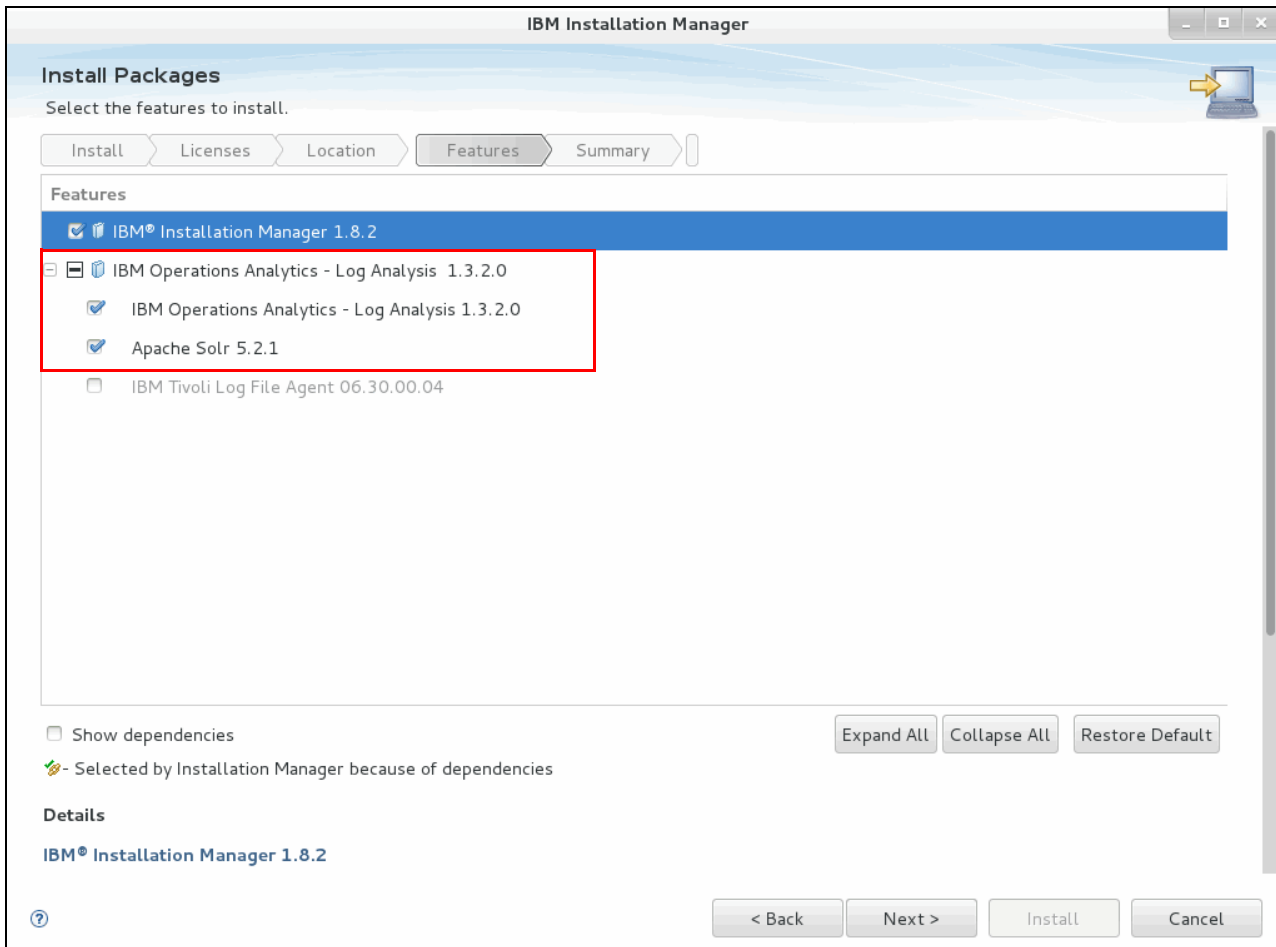 IBM Installation Manager
Install Packages
Select the features to install.
Install Licenses Location Features Summary
Features
IBM® Installation Manager 1.8.2
IBM Operations Analytics - Log Analysis 1.3.2.0
IBM Operations Analytics - Log Analysis 1.3.2.0
Apache Solr 5.2.1
IBM Tivoli Log File Agent 06.30.00.04
Show dependencies Expand All Collapse All Restore Default
- Selected by Installation Manager because of dependencies
Details
IBM® Installation Manager 1.8.2
? < Back Next > Install Cancel